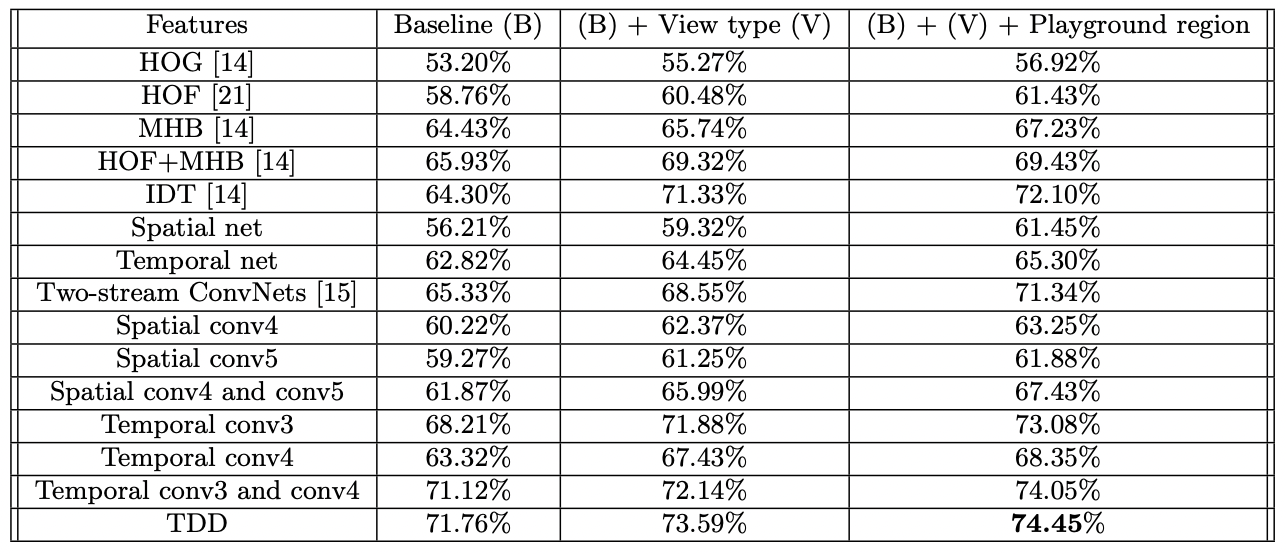 Features Baseline (B) (B) + View type (V) (B) + (V) + Playground region
HOG [14] 53.20% 55.27% 56.92%
HOF [21] 58.76% 60.48% 61.43%
MHB [14] 64.43% 65.74% 67.23%
HOF+MHB [14] 65.93% 69.32% 69.43%
IDT [14] 64.30% 71.33% 72.10%
Spatial net 56.21% 59.32% 61.45%
Temporal net 62.82% 64.45% 65.30%
Two-stream ConvNets [15] 65.33% 68.55% 71.34%
Spatial conv4 60.22% 62.37% 63.25%
Spatial conv5 59.27% 61.25% 61.88%
Spatial conv4 and conv5 61.87% 65.99% 67.43%
Temporal conv3 68.21% 71.88% 73.08%
Temporal conv4 63.32% 67.43% 68.35%
Temporal conv3 and conv4 71.12% 72.14% 74.05%
TDD 71.76% 73.59% 74.45%